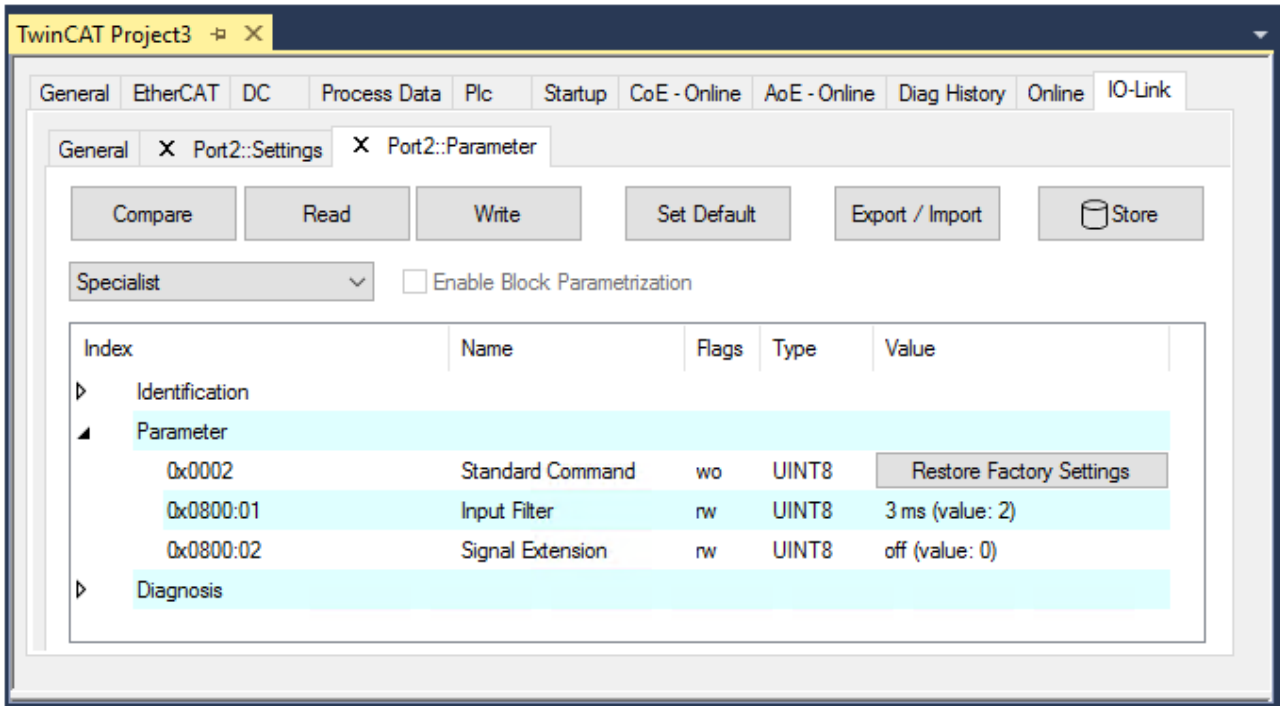 TwinCAT Project3
General EtherCAT DC Process Data Plc Startup CoE - Online AoE - Online Diag History Online IO-Link
General X Port2::Settings X Port2::Parameter
Compare Read Write Set Default Export / Import Store
Specialist Enable Block Parametrization
Index Name Flags Type Value
Identification
Parameter
0x0002 Standard Command wo UINT8 Restore Factory Settings
0x0800:01 Input Filter rw UINT8 3 ms (value: 2)
0x0800:02 Signal Extension rw UINT8 off (value: 0)
Diagnosis